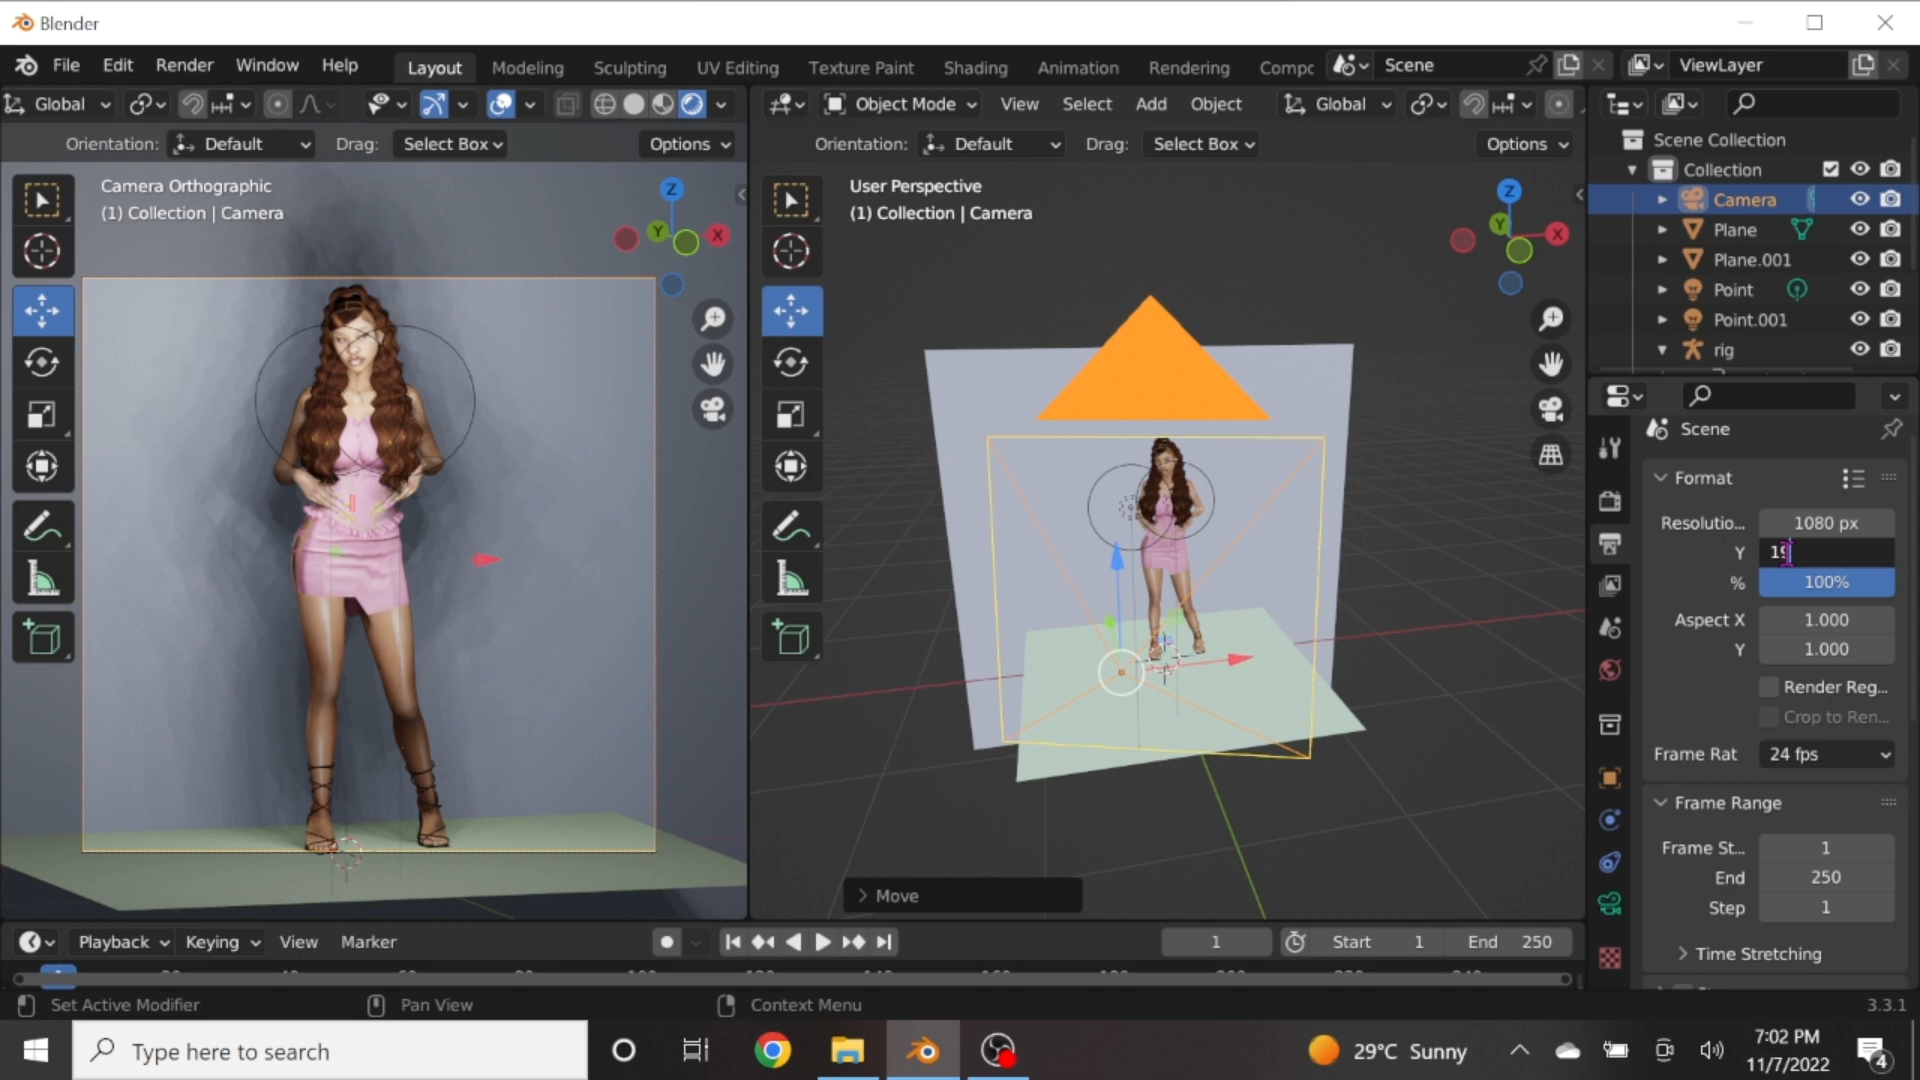 Blender
File Edit Render Window Help Layout Modeling Sculpting UV Editing Texture Paint Shading Animation Rendering Compc Scene ViewLayer
Global Object Mode View Select Add Object Global
Orientation: Default Drag: Select Box Options Orientation: Default Drag: Select Box Options
Camera Orthographic
(1) Collection | Camera
Z
Y
X
User Perspective
(1) Collection | Camera
Z
Y
X
Move
Scene Collection
Collection
Camera
Plane
Plane.001
Point
Point.001
rig
Scene
Format
Resolutio... 1080 px
Y 19
% 100%
Aspect X 1.000
Y 1.000
Render Reg...
Crop to Ren...
Frame Rat 24 fps
Frame Range
Frame St... 1
End 250
Step 1
Time Stretching
Playback Keying View Marker 1 Start 1 End 250
Set Active Modifier Pan View Context Menu 3.3.1
Type here to search 29°C Sunny
7:02 PM
11/7/2022
4